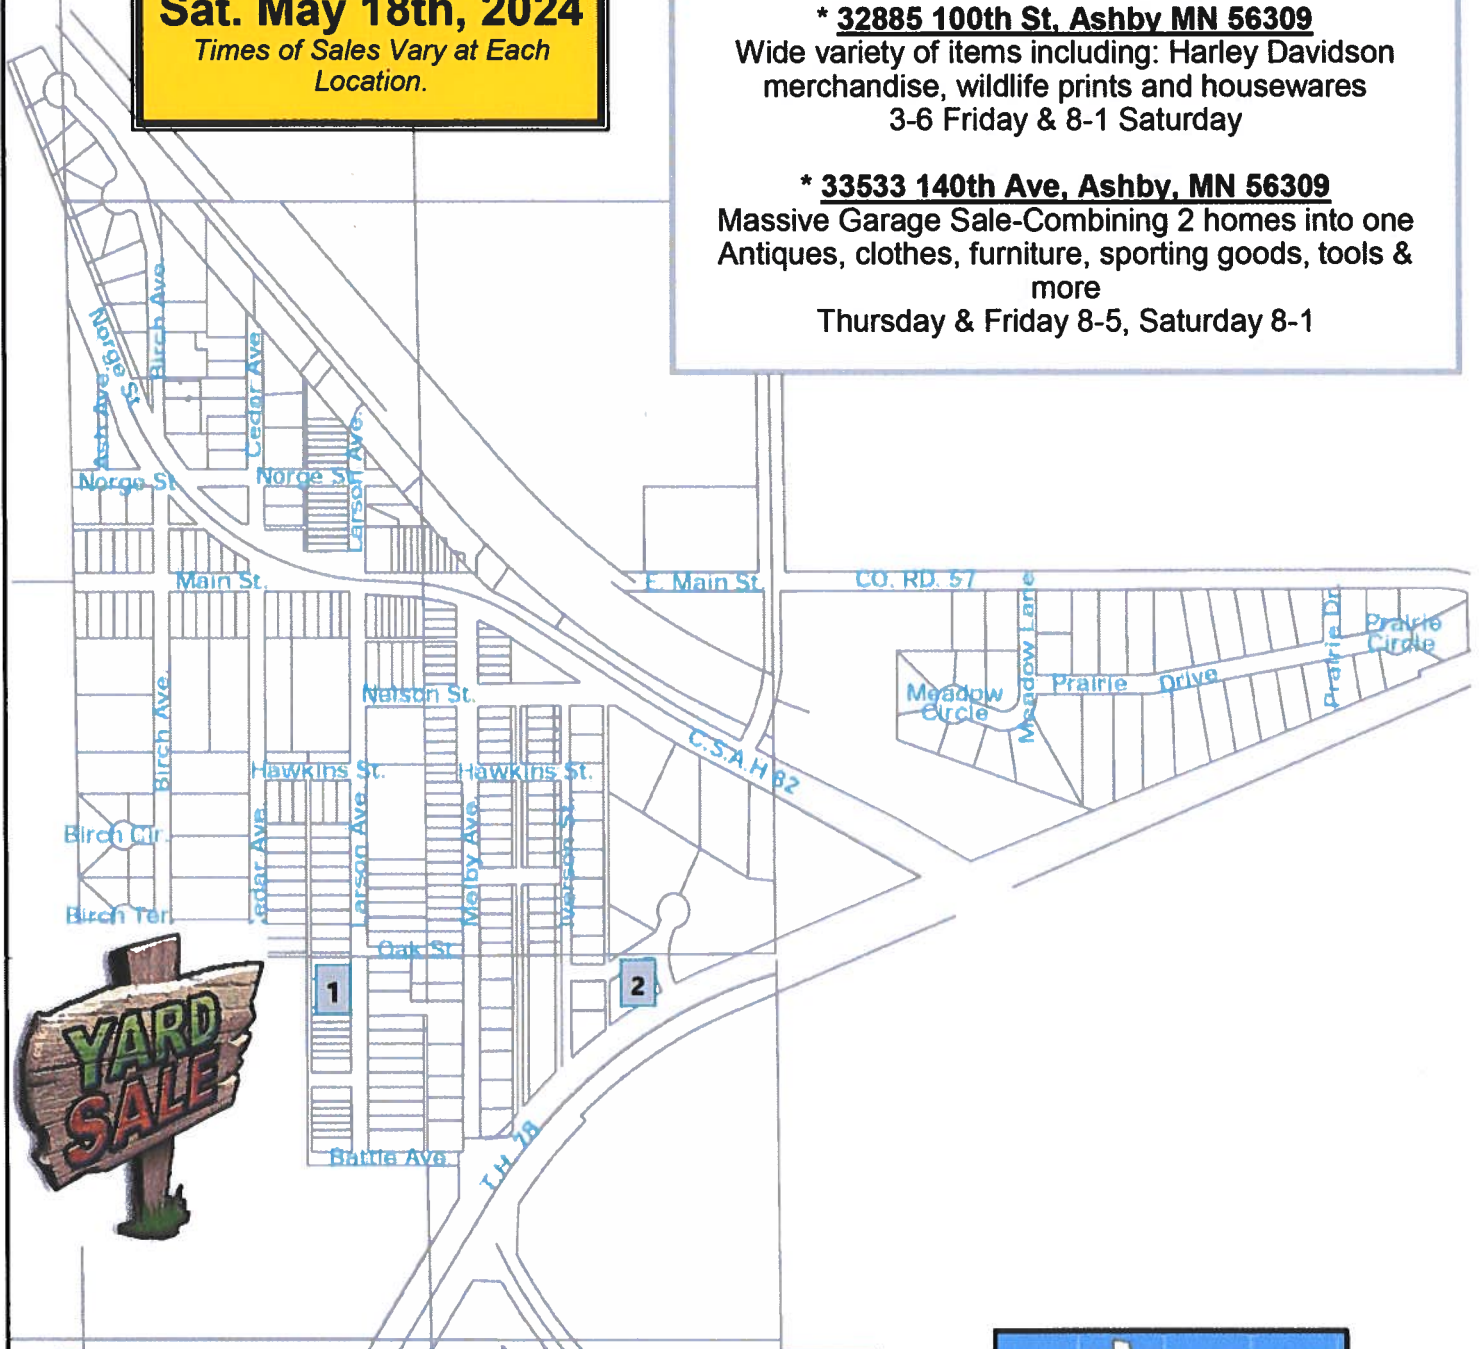 Sat. May 18th, 2024
Times of Sales Vary at Each
Location.
* 32885 100th St, Ashby MN 56309
Wide variety of items including: Harley Davidson
merchandise, wildlife prints and housewares
3-6 Friday & 8-1 Saturday
* 33533 140th Ave, Ashby, MN 56309
Massive Garage Sale-Combining 2 homes into one
Antiques, clothes, furniture, sporting goods, tools &
more
Thursday & Friday 8-5, Saturday 8-1
Norge St.
Ash Ave.
Birch Ave.
Cedar Ave
Larson Ave.
Norge St.
Norge St.
Main St.
E. Main St.
CO. RD. 57
Meadow Lane
Prairie Dr.
Prairie
Circle
Prairie Drive
Meadow
Circle
Nelson St.
Birch Ave.
Hawkins St.
Hawkins St.
C.S.A.H 82
Birch Cir.
Cedar Ave.
Larson Ave.
Melby Ave.
Iverson St.
Birch Ter.
Oak St.
1
2
YARD
SALE
Battle Ave.
T.H. 78